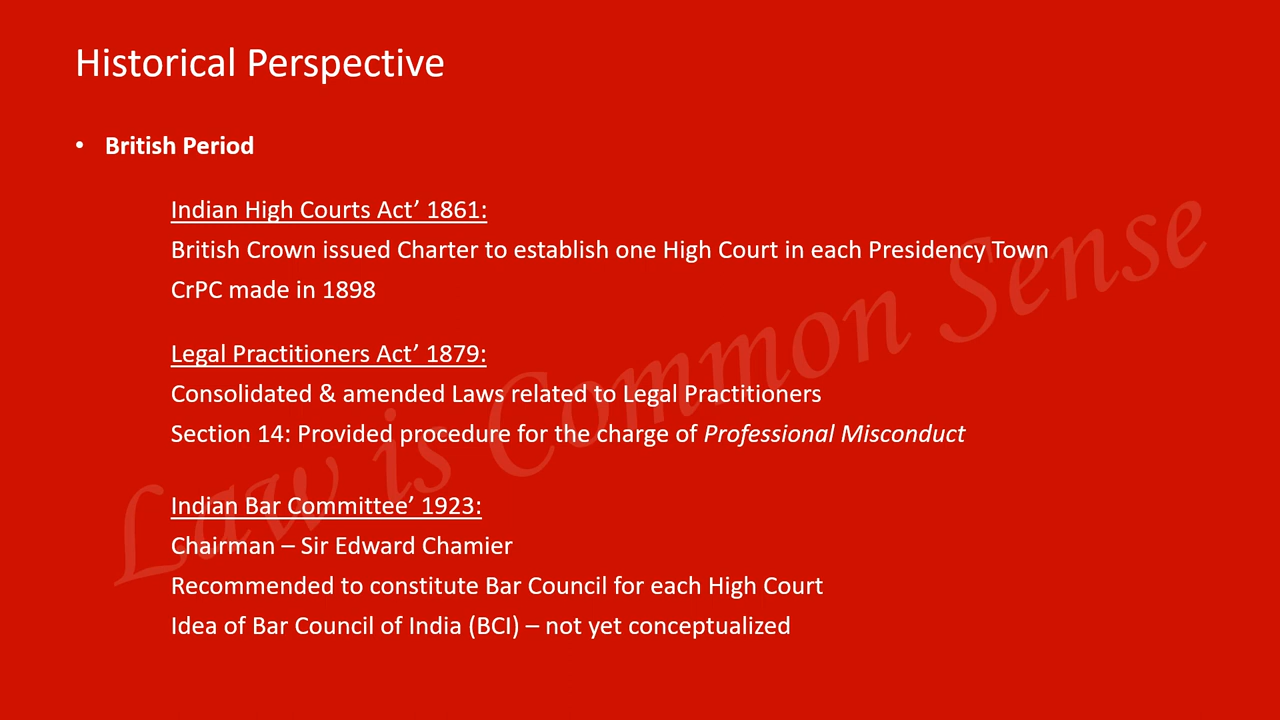 Historical Perspective
• British Period
Indian High Courts Act’ 1861:
British Crown issued Charter to establish one High Court in each Presidency Town
CrPC made in 1898
Legal Practitioners Act’ 1879:
Consolidated & amended Laws related to Legal Practitioners
Section 14: Provided procedure for the charge of Professional Misconduct
Indian Bar Committee’ 1923:
Chairman – Sir Edward Chamier
Recommended to constitute Bar Council for each High Court
Idea of Bar Council of India (BCI) – not yet conceptualized
Law is Common Sense